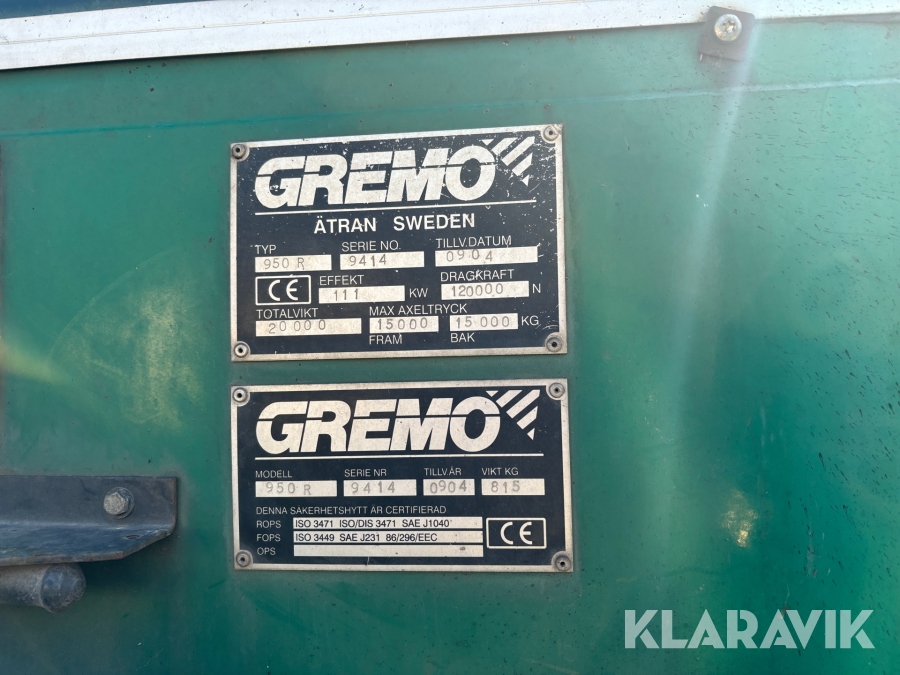 GREMO
ÄTRAN SWEDEN
TYP SERIE NO. TILLV.DATUM
950 R 9414 0904
CE EFFEKT 111 KW DRAGKRAFT 120000 N
TOTALVIKT MAX AXELTRYCK
20000 15000 15000 KG
FRAM BAK
GREMO
MODELL SERIE NR TILLV.ÅR VIKT KG
950 R 9414 0904 815
DENNA SAKERHETSHYTT ÄR CERTIFIERAD
ROPS ISO 3471 ISO/DIS 3471 SAE J1040
FOPS ISO 3449 SAE J231 86/296/EEC
OPS
CE
KLARAVIK